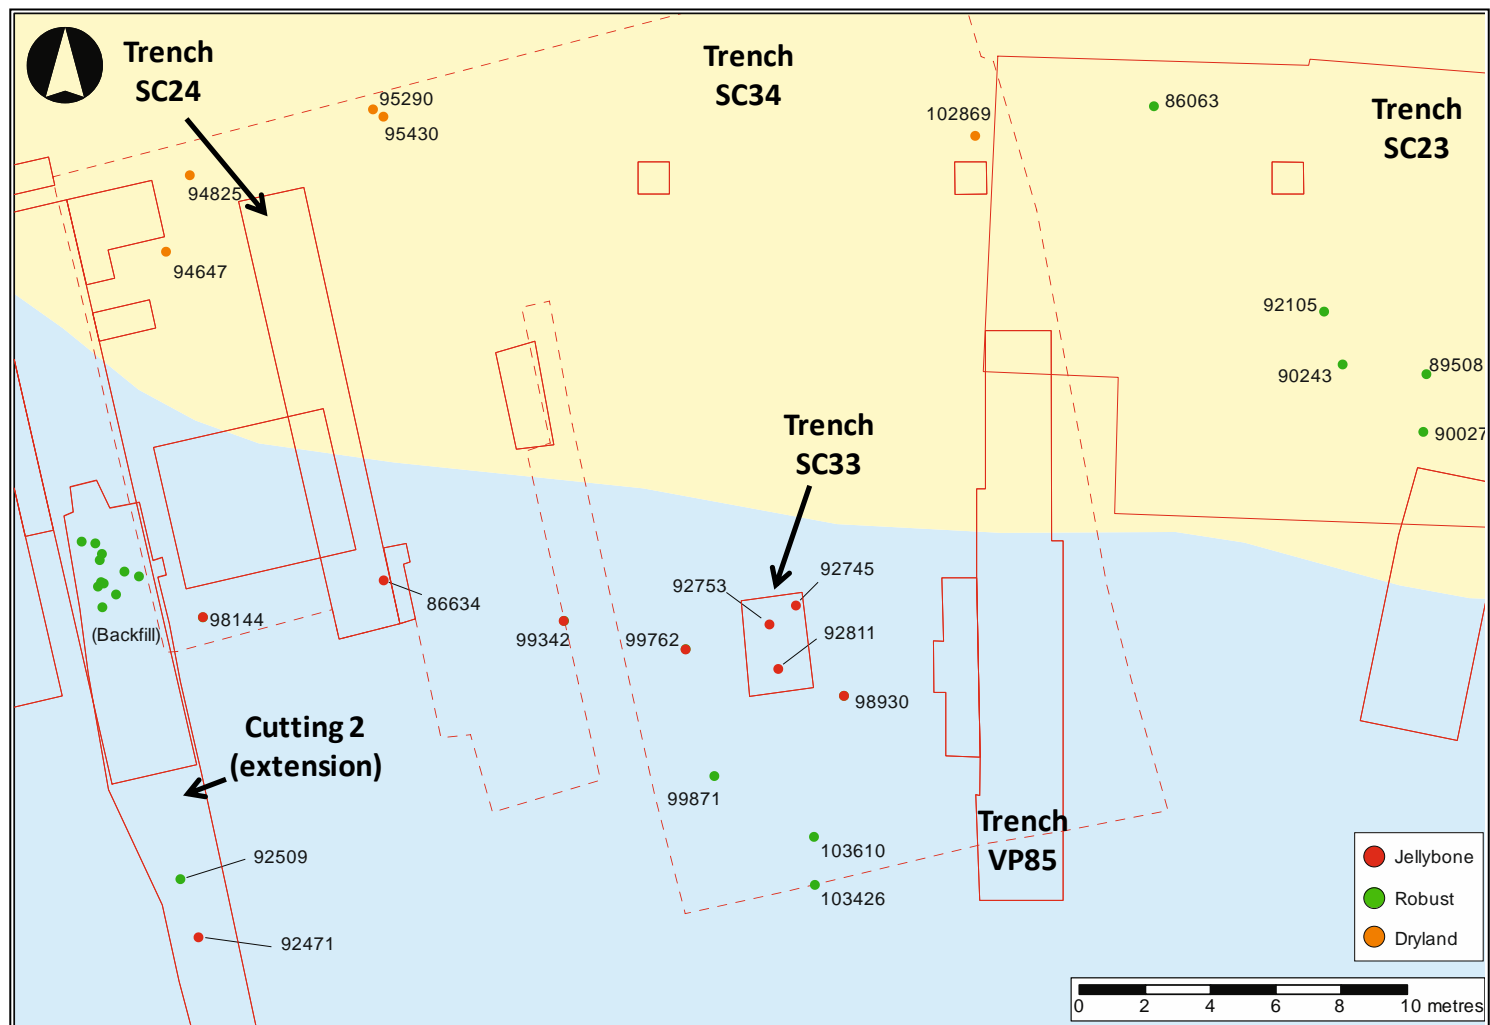 Trench
SC24
Trench
SC34
Trench
SC23
95290
95430
102869
86063
94825
94647
92105
90243
89508
90027
Trench
SC33
92753
92745
92811
86634
98144
99342
99762
98930
(Backfill)
Cutting 2
(extension)
99871
103610
103426
Trench
VP85
92509
92471
Jellybone
Robust
Dryland
0 2 4 6 8 10 metres